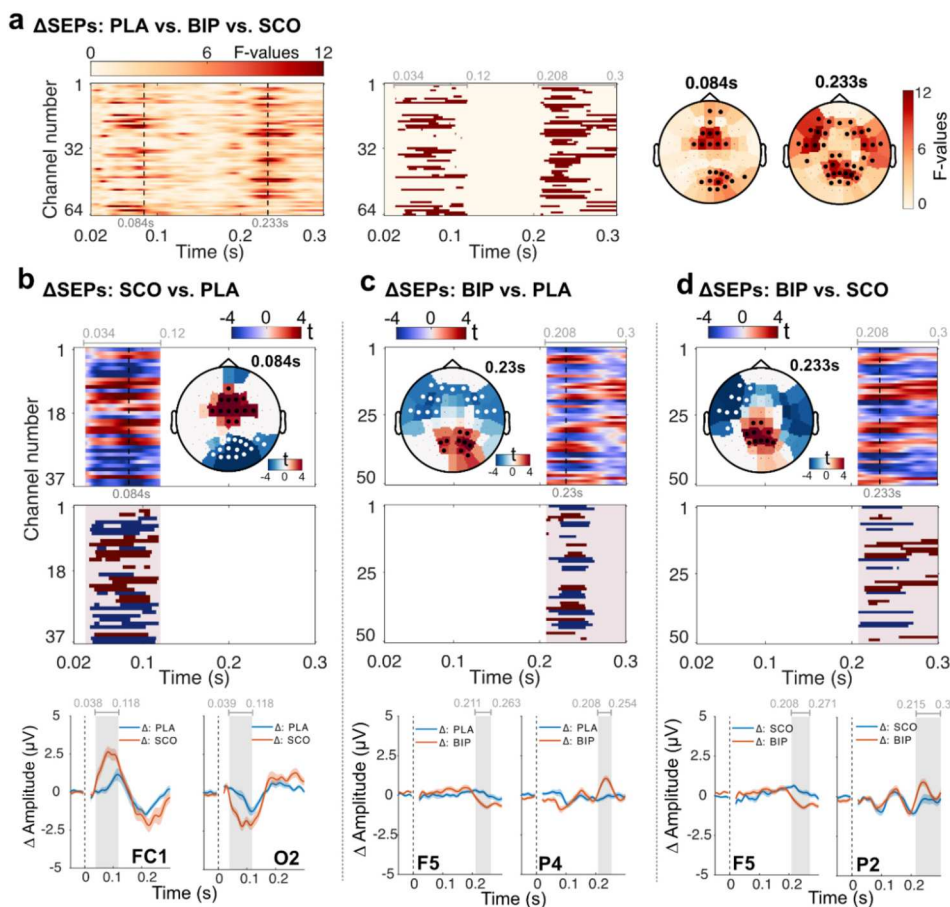 a ΔSEPs: PLA vs. BIP vs. SCO
0 6 F-values 12
Channel number
1
32
64
0.084s 0.233s
0.02 0.1 0.2 0.3
Time (s)
0.034 0.12 0.208 0.3
1
32
64
0.02 0.1 0.2 0.3
Time (s)
0.084s 0.233s
12
6
0
F-values
b ΔSEPs: SCO vs. PLA
-4 0 4 t
0.034 0.12
Channel number
1
18
37
0.084s
0.084s
t
-4 4
1
18
37
0.02 0.1 0.2 0.3
Time (s)
0.038 0.118
Δ: PLA
Δ: SCO
Δ Amplitude (μV)
5
2.5
0
-2.5
-5
FC1
0 0.1 0.2
0.039 0.118
Δ: PLA
Δ: SCO
O2
0 0.1 0.2
Time (s)
c ΔSEPs: BIP vs. PLA
-4 0 4 t
0.208 0.3
1
25
50
0.23s
0.23s
t
-4 4
1
25
50
0.02 0.1 0.2 0.3
Time (s)
0.211 0.263
Δ: PLA
Δ: BIP
Δ Amplitude (μV)
5
2.5
0
-2.5
-5
F5
0 0.1 0.2
0.208 0.254
Δ: PLA
Δ: BIP
P4
0 0.1 0.2
Time (s)
d ΔSEPs: BIP vs. SCO
-4 0 4 t
0.208 0.3
1
25
50
0.233s
0.233s
t
-4 4
1
25
50
0.02 0.1 0.2 0.3
Time (s)
0.208 0.271
Δ: SCO
Δ: BIP
Δ Amplitude (μV)
5
2.5
0
-2.5
-5
F5
0 0.1 0.2
0.215 0.3
Δ: SCO
Δ: BIP
P2
0 0.1 0.2
Time (s)